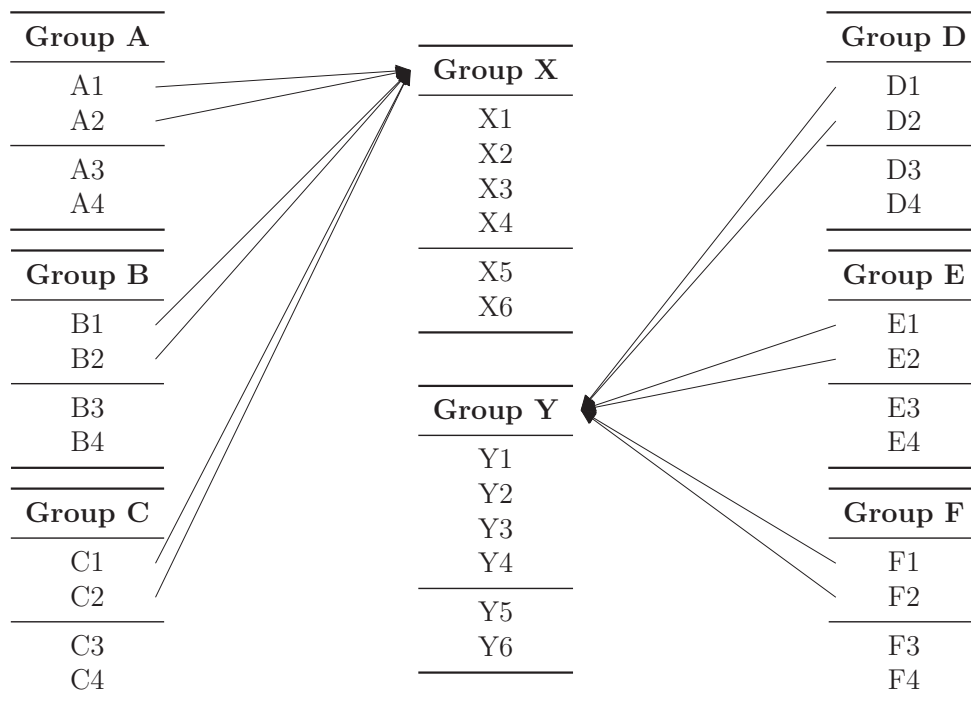 Group A
A1
A2
A3
A4
Group B
B1
B2
B3
B4
Group C
C1
C2
C3
C4
Group X
X1
X2
X3
X4
X5
X6
Group Y
Y1
Y2
Y3
Y4
Y5
Y6
Group D
D1
D2
D3
D4
Group E
E1
E2
E3
E4
Group F
F1
F2
F3
F4